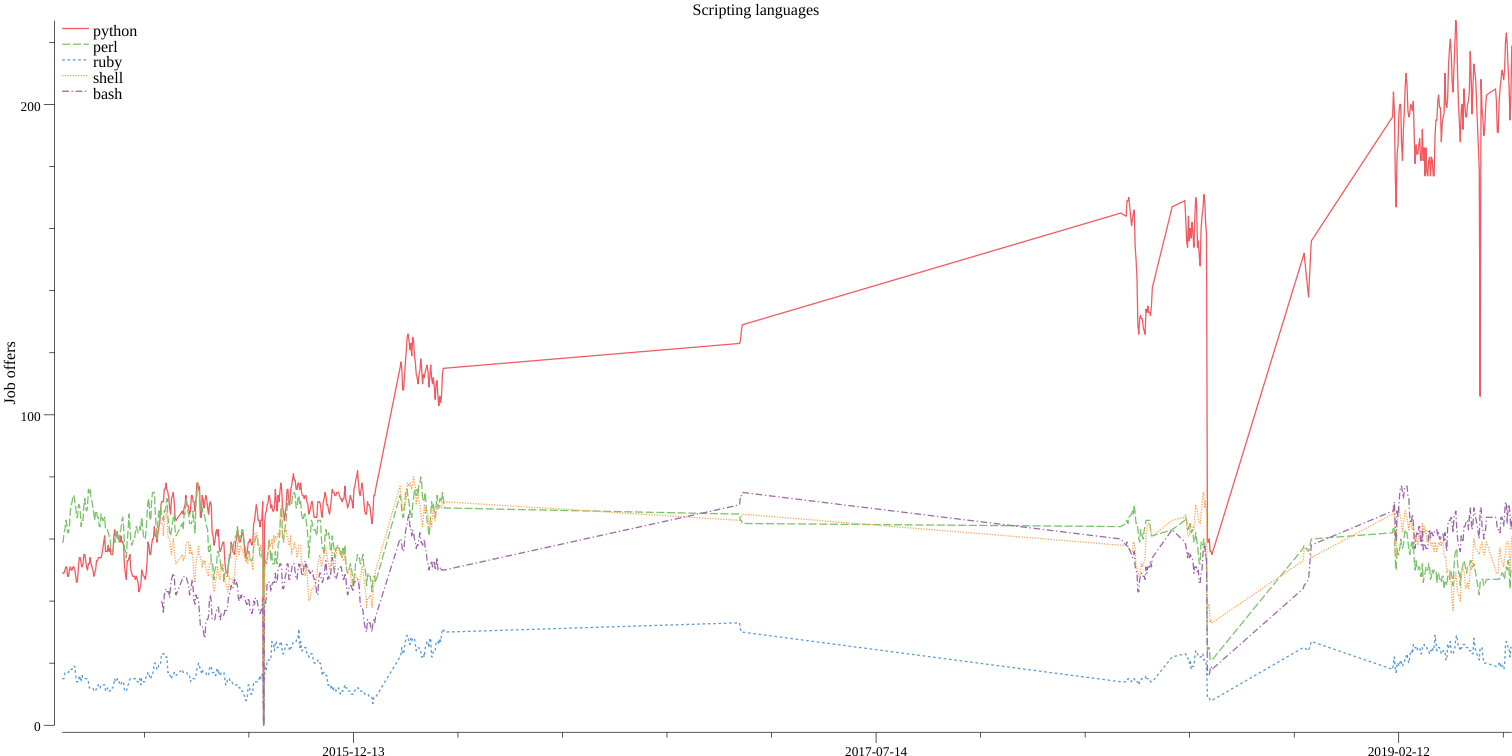 Scripting languages
python
perl
ruby
shell
bash
Job offers
200
100
0
2015-12-13
2017-07-14
2019-02-12